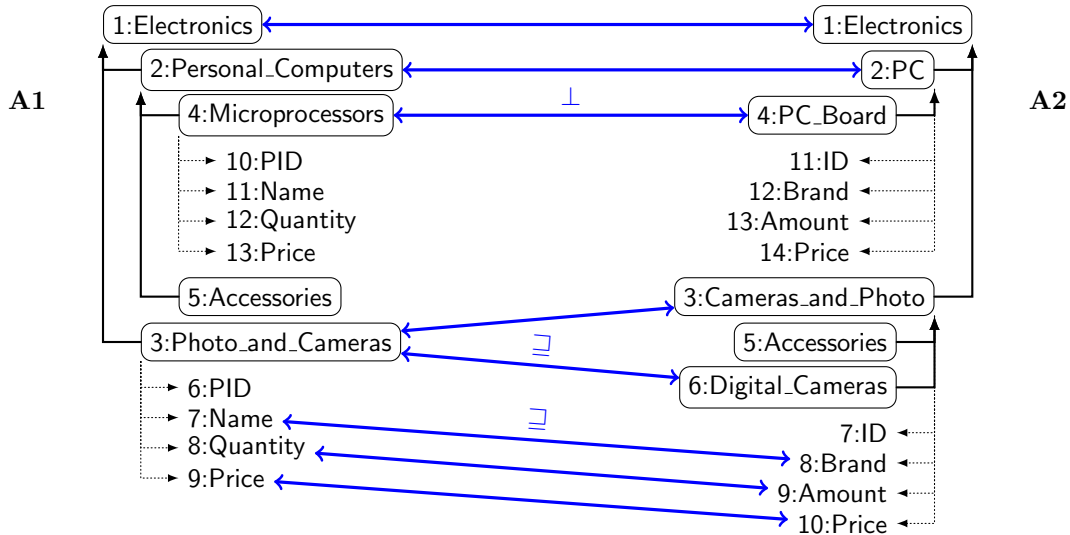 1:Electronics 1:Electronics
2:Personal_Computers 2:PC
A1 ⊥ A2
4:Microprocessors 4:PC_Board
10:PID 11:ID
11:Name 12:Brand
12:Quantity 13:Amount
13:Price 14:Price
5:Accessories 3:Cameras_and_Photo
3:Photo_and_Cameras ⊒ 5:Accessories
6:PID 6:Digital_Cameras
7:Name ⊒ 7:ID
8:Quantity 8:Brand
9:Price 9:Amount
10:Price